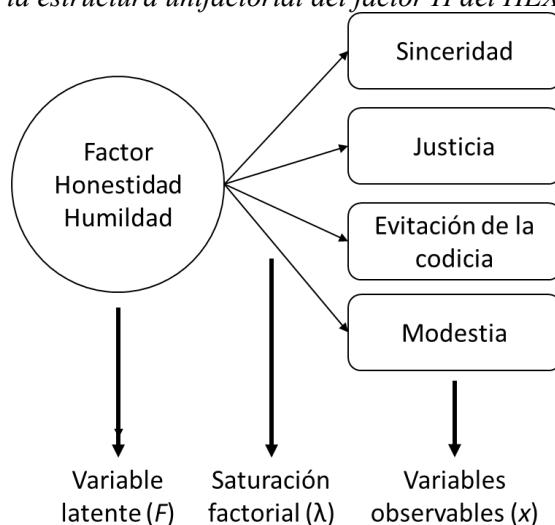 la estructura unifactorial del factor H del HEX
Sinceridad
Factor
Honestidad
Humildad
Justicia
Evitación de la
codicia
Modestia
Variable
latente (F)
Saturación
factorial (λ)
Variables
observables (x)